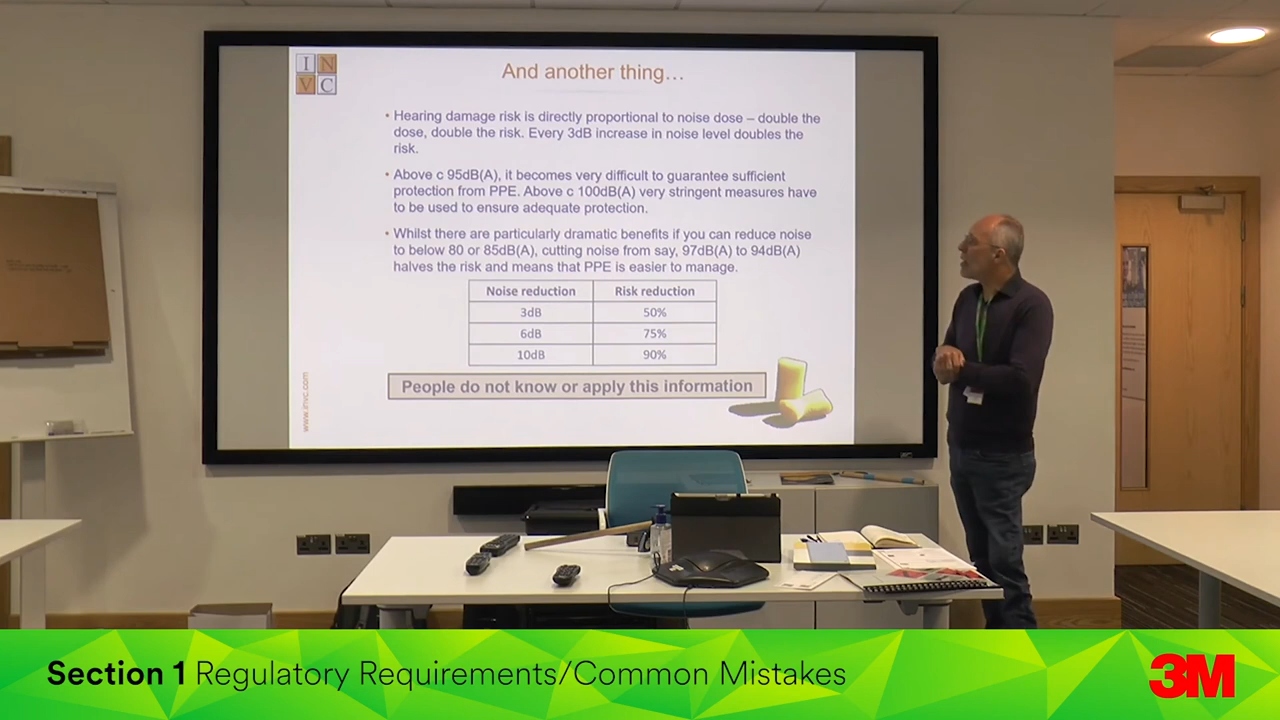 I N
V C
And another thing...
• Hearing damage risk is directly proportional to noise dose – double the
dose, double the risk. Every 3dB increase in noise level doubles the
risk.
• Above c 95dB(A), it becomes very difficult to guarantee sufficient
protection from PPE. Above c 100dB(A) very stringent measures have
to be used to ensure adequate protection.
• Whilst there are particularly dramatic benefits if you can reduce noise
to below 80 or 85dB(A), cutting noise from say, 97dB(A) to 94dB(A)
halves the risk and means that PPE is easier to manage.
Noise reduction Risk reduction
3dB 50%
6dB 75%
10dB 90%
People do not know or apply this information
www.invc.com
Section 1 Regulatory Requirements/Common Mistakes
3M